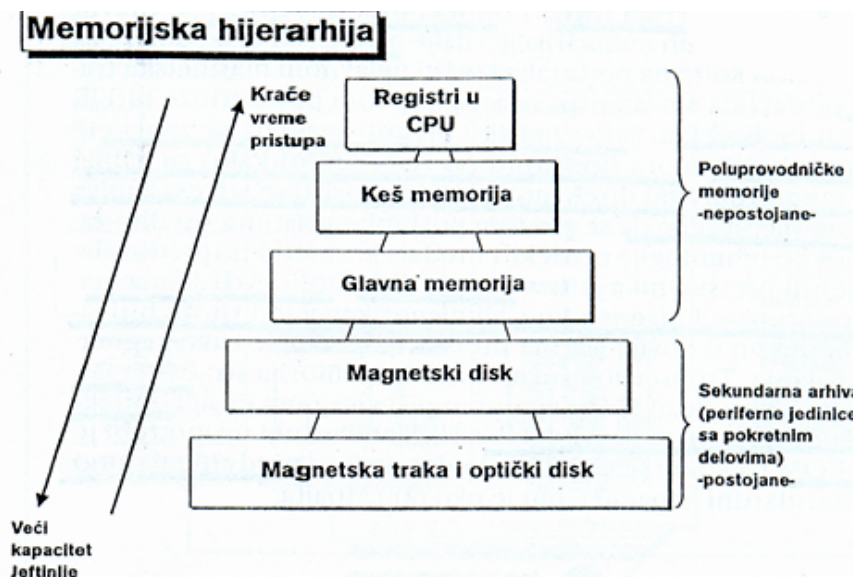 Memorijska hijerarhija
Krače
vreme
pristupa
Registri u
CPU
Keš memorija
Glavna memorija
Magnetski disk
Magnetska traka i optički disk
Poluprovodničke
memorije
-nepostojane-
Sekundarna arhiva
(periferne jedinice
sa pokretnim
delovima)
-postojane-
Veći
kapacitet
Jeftinije